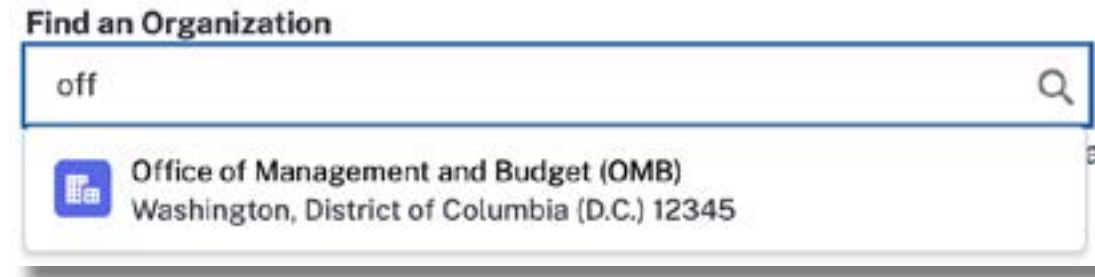 Find an Organization
off
Office of Management and Budget (OMB)
Washington, District of Columbia (D.C.) 12345